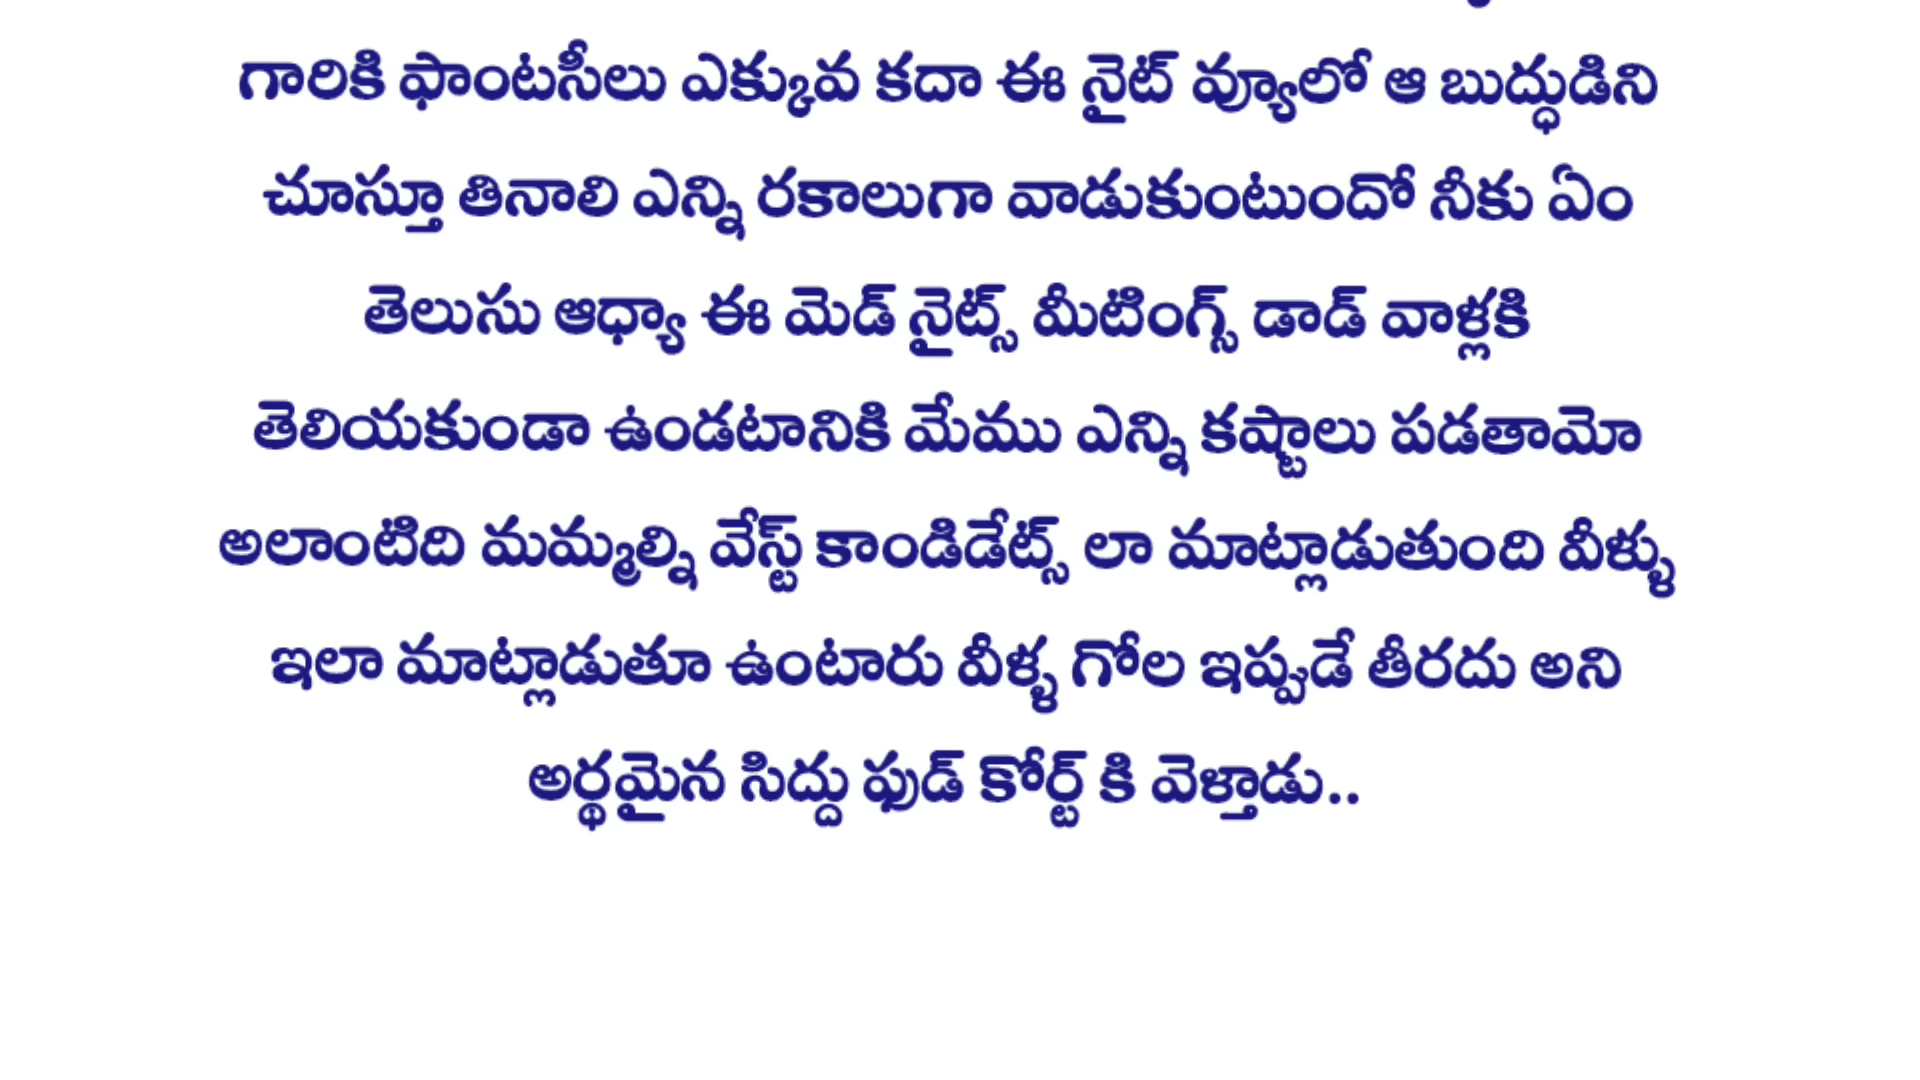 గారికి ఫాంటసీలు ఎక్కువ కదా ఈ నైట్ వ్యూలో ఆ బుద్ధుడిని
చూస్తూ తినాలి ఎన్ని రకాలుగా వాడుకుంటుందో నీకు ఏం
తెలుసు ఆధ్యా ఈ మెడ్ నైట్స్ మీటింగ్స్ డాడ్ వాళ్లకి
తెలియకుండా ఉండటానికి మేము ఎన్ని కష్టాలు పడతామో
అలాంటిది మమ్మల్ని వేస్ట్ కాండిడేట్స్ లా మాట్లాడుతుంది వీళ్ళు
ఇలా మాట్లాడుతూ ఉంటారు వీళ్ళ గోల ఇప్పుడే తీరదు అని
అర్థమైన సిద్దు ఫుడ్ కోర్ట్ కి వెళ్తాడు..